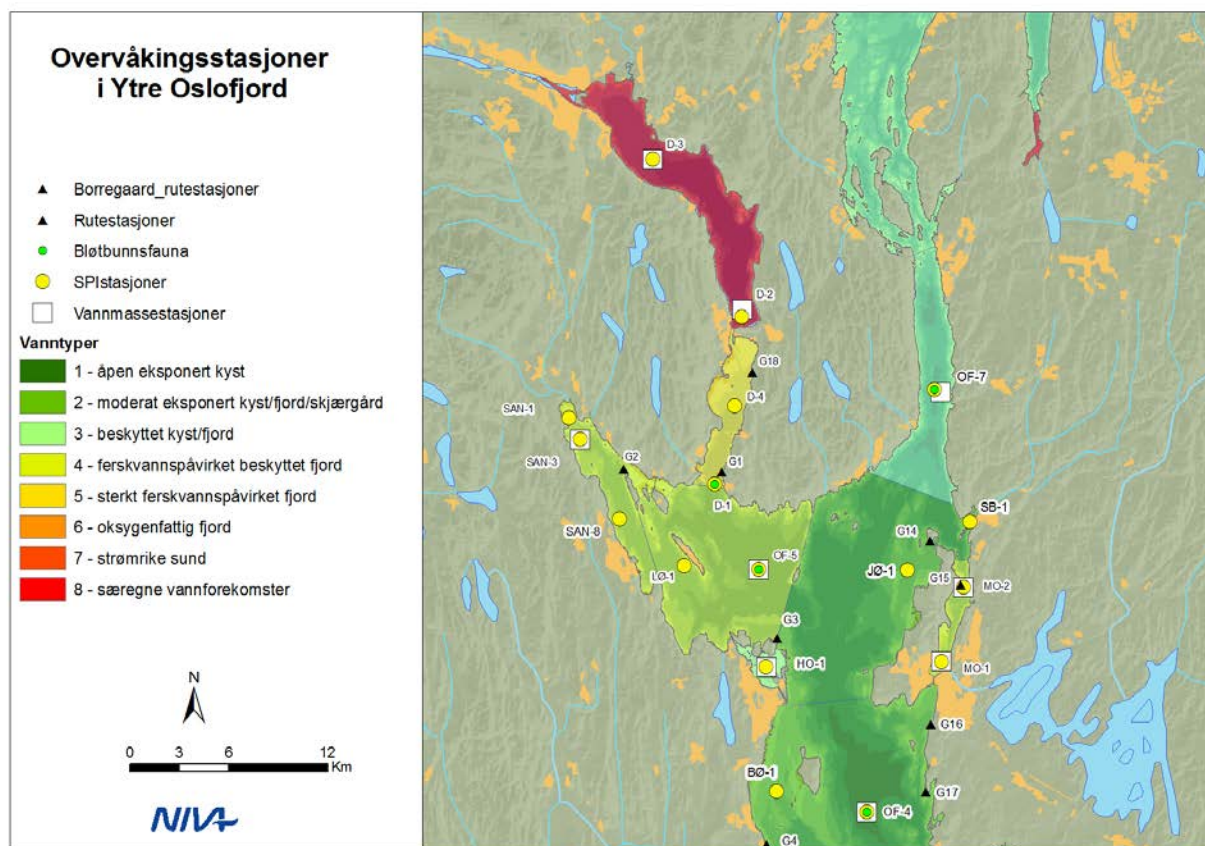 Overvåkingsstasjoner
i Ytre Oslofjord
Borregaard_rutestasjoner
Rutestasjoner
Bløtbunnsfauna
SPIstasjoner
Vannmassestasjoner
Vanntyper
1 - åpen eksponert kyst
2 - moderat eksponert kyst/fjord/skjærgård
3 - beskyttet kyst/fjord
4 - ferskvannspåvirket beskyttet fjord
5 - sterkt ferskvannspåvirket fjord
6 - oksygenfattig fjord
7 - strømrike sund
8 - særegne vannforekomster
N
0 3 6 12
Km
NIVA
D-3
D-2
G18
OF-7
D-4
SAN-1
SAN-3
G2
G1
D-1
SAN-8
SB-1
G14
LØ-1
OF-5
JØ-1
G15
MO-2
G3
HO-1
MO-1
G16
BØ-1
G17
OF-4
G4